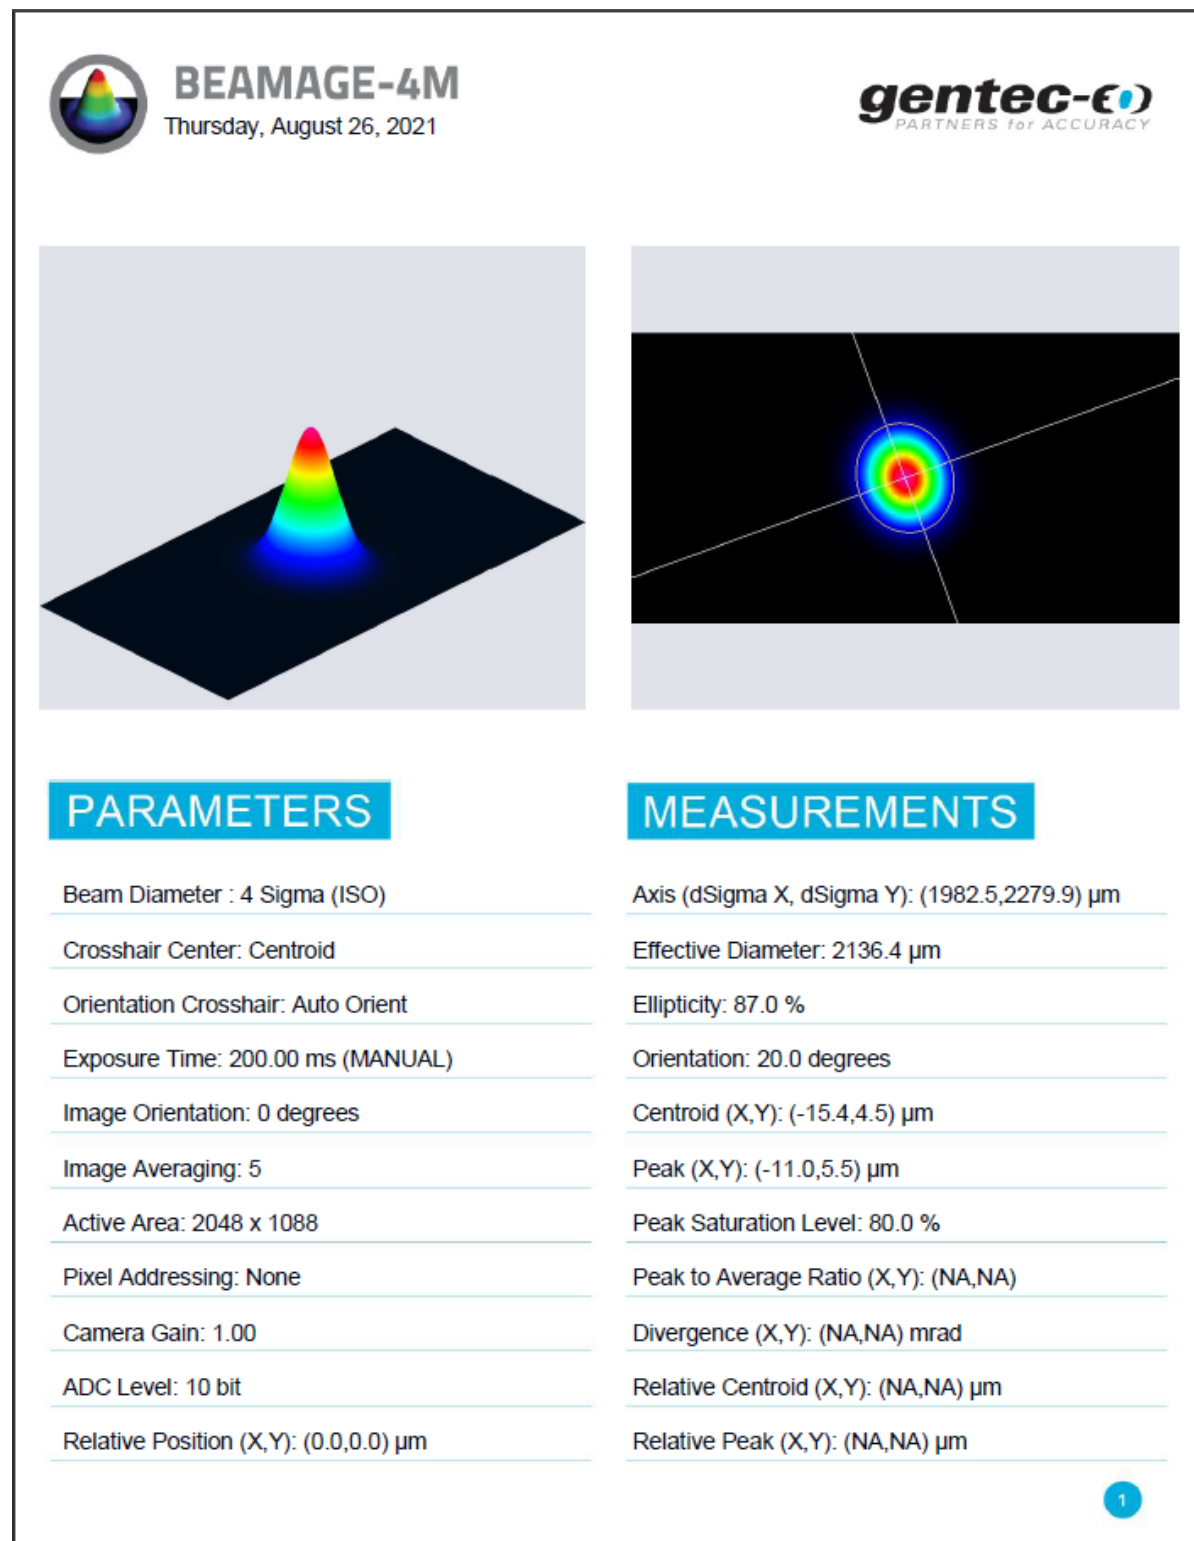 BEAMAGE-4M
Thursday, August 26, 2021
gentec-EO
PARTNERS for ACCURACY
PARAMETERS
Beam Diameter : 4 Sigma (ISO)
Crosshair Center: Centroid
Orientation Crosshair: Auto Orient
Exposure Time: 200.00 ms (MANUAL)
Image Orientation: 0 degrees
Image Averaging: 5
Active Area: 2048 x 1088
Pixel Addressing: None
Camera Gain: 1.00
ADC Level: 10 bit
Relative Position (X,Y): (0.0,0.0) µm
MEASUREMENTS
Axis (dSigma X, dSigma Y): (1982.5,2279.9) µm
Effective Diameter: 2136.4 µm
Ellipticity: 87.0 %
Orientation: 20.0 degrees
Centroid (X,Y): (-15.4,4.5) µm
Peak (X,Y): (-11.0,5.5) µm
Peak Saturation Level: 80.0 %
Peak to Average Ratio (X,Y): (NA,NA)
Divergence (X,Y): (NA,NA) mrad
Relative Centroid (X,Y): (NA,NA) µm
Relative Peak (X,Y): (NA,NA) µm
1